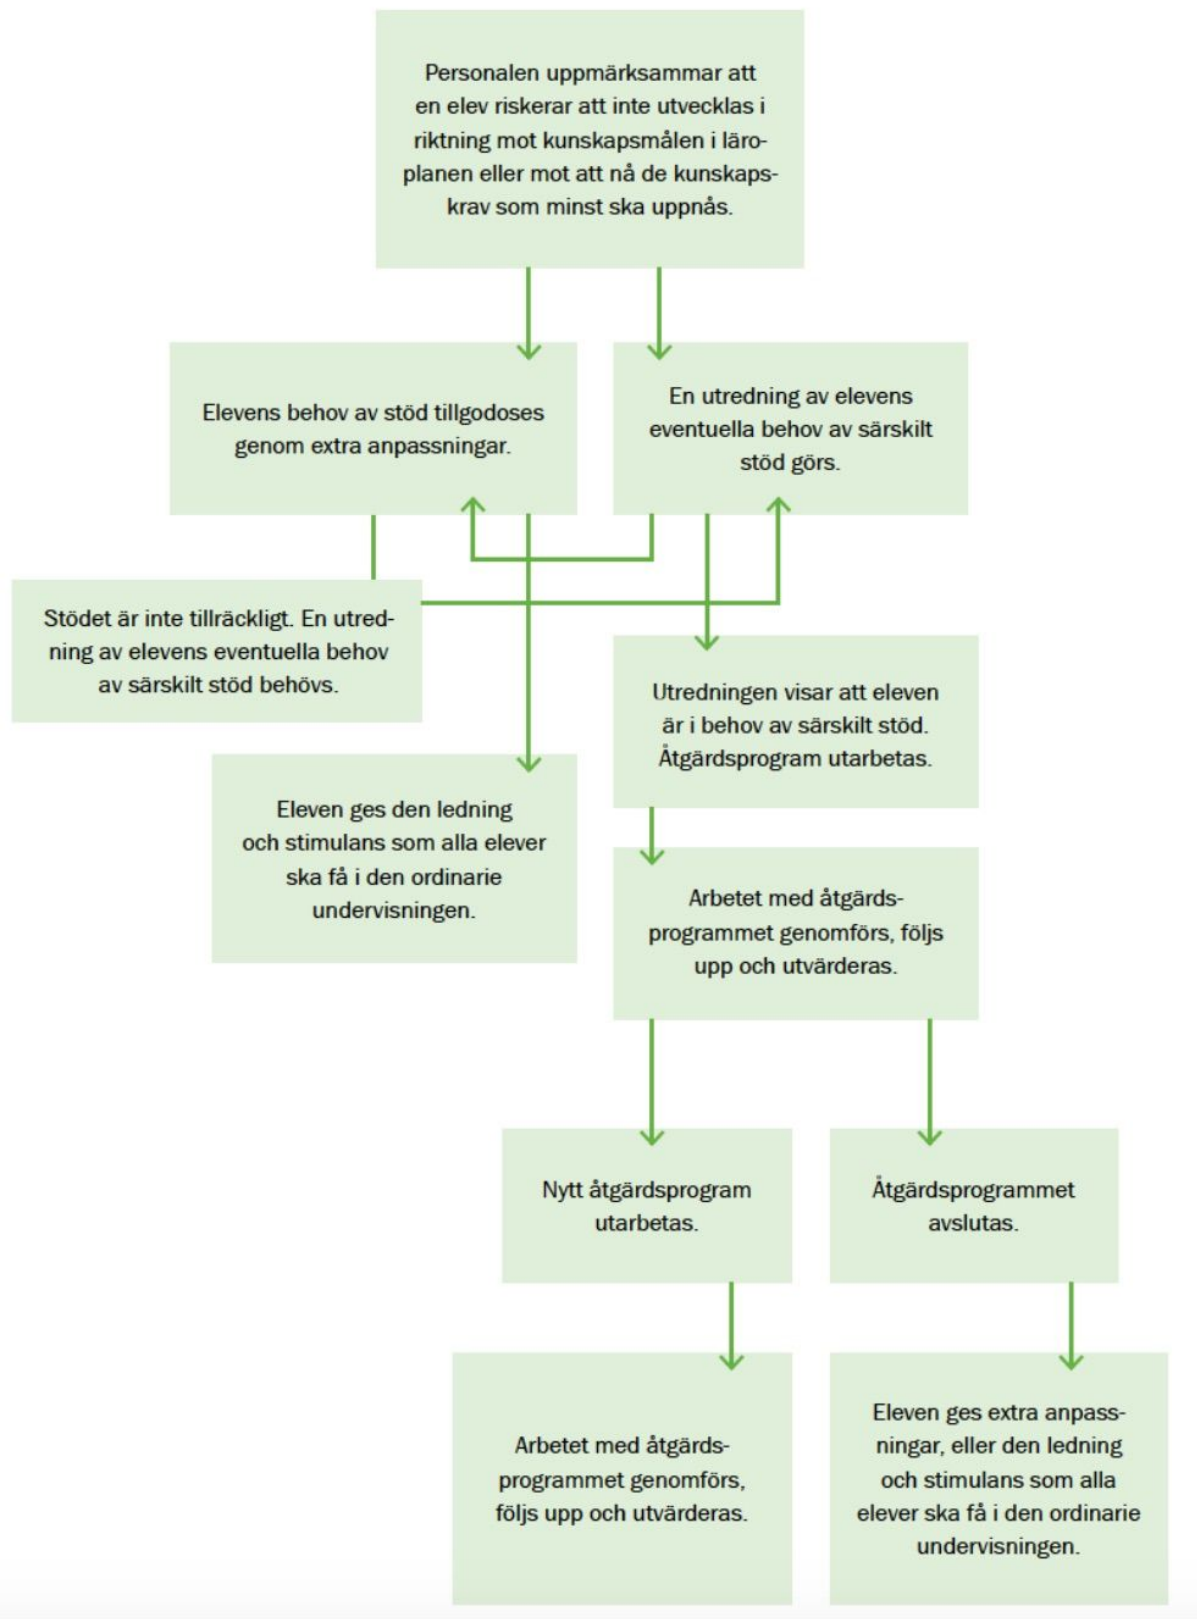 Personalen uppmärksammar att
en elev riskerar att inte utvecklas i
riktning mot kunskapsmålen i läro-
planen eller mot att nå de kunskaps-
krav som minst ska uppnås.
Elevens behov av stöd tillgodoses
genom extra anpassningar.
En utredning av elevens
eventuella behov av särskilt
stöd görs.
Stödet är inte tillräckligt. En utred-
ning av elevens eventuella behov
av särskilt stöd behövs.
Utredningen visar att eleven
är i behov av särskilt stöd.
Åtgärdsprogram utarbetas.
Eleven ges den ledning
och stimulans som alla elever
ska få i den ordinarie
undervisningen.
Arbetet med åtgärds-
programmet genomförs, följs
upp och utvärderas.
Nytt åtgärdsprogram
utarbetas.
Åtgärdsprogrammet
avslutas.
Arbetet med åtgärds-
programmet genomförs,
följs upp och utvärderas.
Eleven ges extra anpass-
ningar, eller den ledning
och stimulans som alla
elever ska få i den ordinarie
undervisningen.